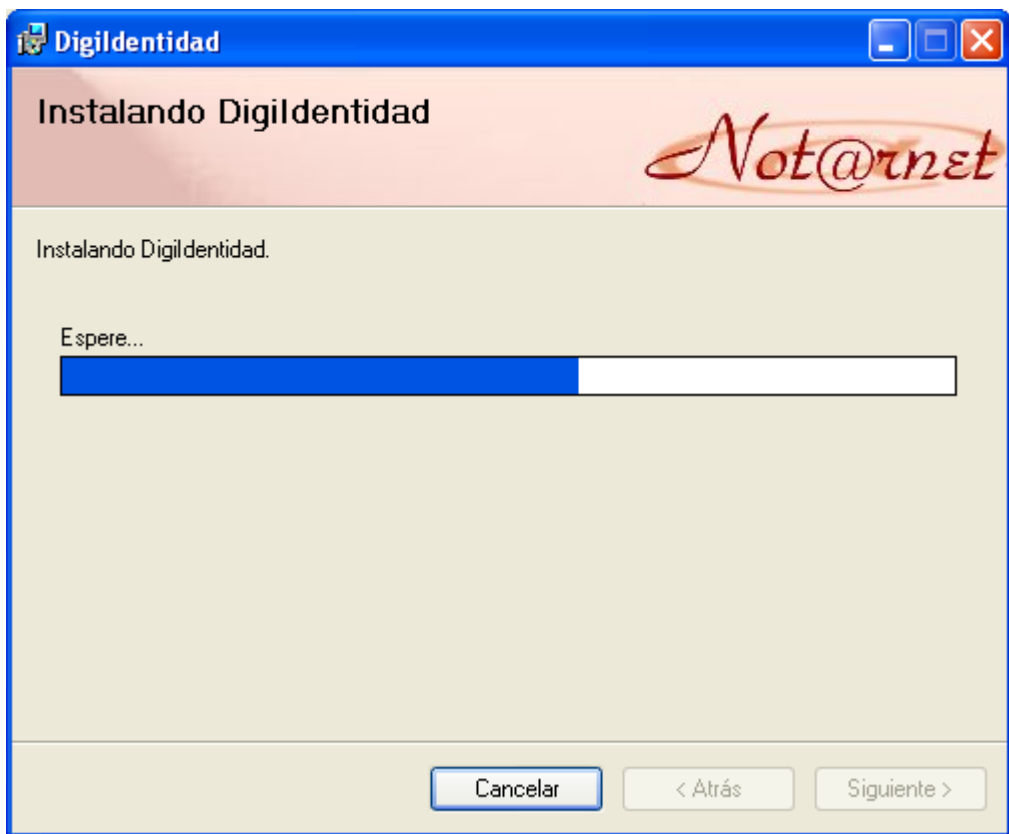 DigiIdentidad
Instalando DigiIdentidad
Not@rnet
Instalando DigiIdentidad.
Espere...
Cancelar
< Atrás
Siguiente >